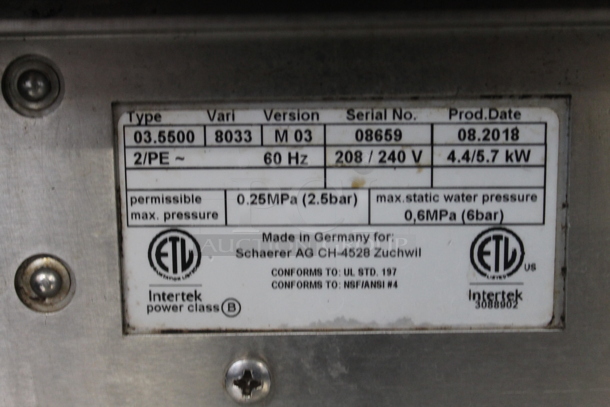 Type Vari Version Serial No. Prod.Date
03.5500 8033 M 03 08659 08.2018
2/PE ~ 60 Hz 208 / 240 V 4.4/5.7 kW
permissible max. pressure 0.25MPa (2.5bar) max.static water pressure 0,6MPa (6bar)
Made in Germany for:
Schaerer AG CH-4528 Zuchwil
CONFORMS TO: UL STD. 197
CONFORMS TO: NSF/ANSI #4
ETL
Intertek
power class B
ETL
US
Intertek
3088902